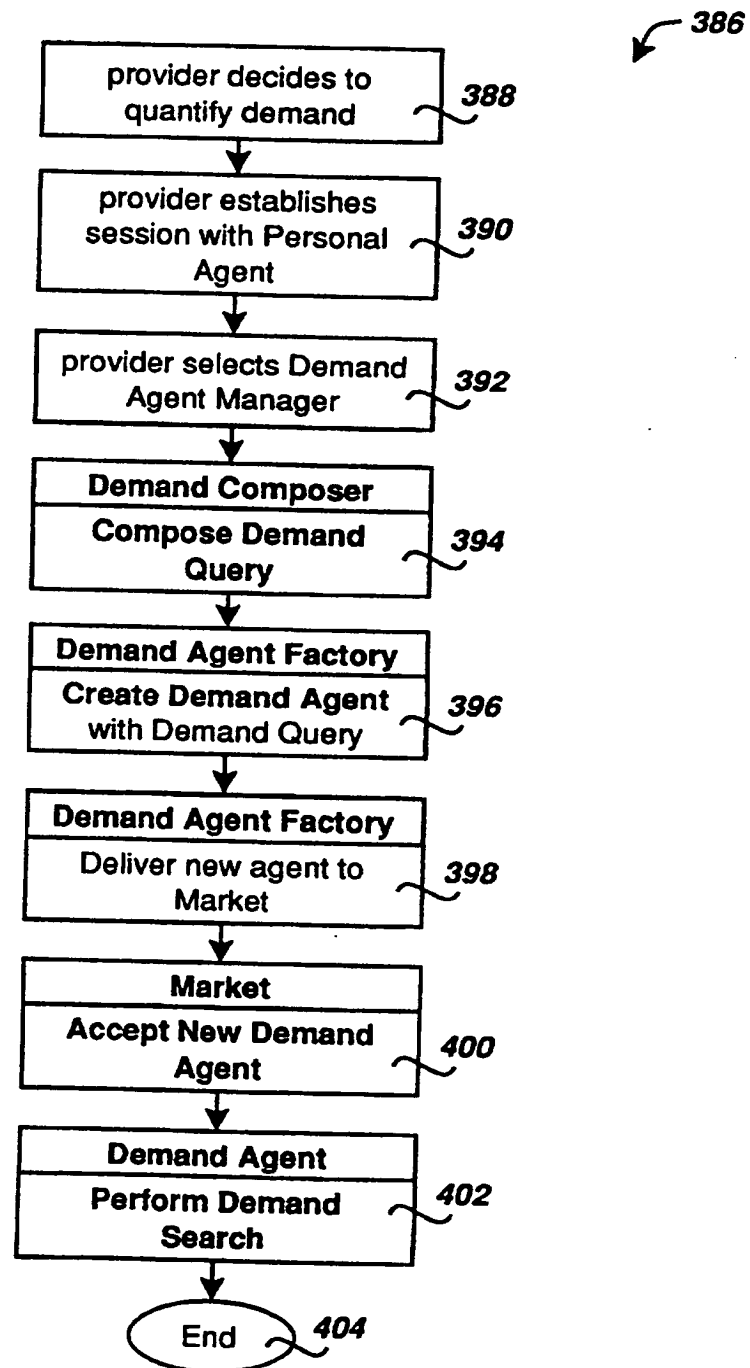 386
provider decides to
quantify demand
388
provider establishes
session with Personal
Agent
390
provider selects Demand
Agent Manager
392
Demand Composer
Compose Demand
Query
394
Demand Agent Factory
Create Demand Agent
with Demand Query
396
Demand Agent Factory
Deliver new agent to
Market
398
Market
Accept New Demand
Agent
400
Demand Agent
Perform Demand
Search
402
End
404